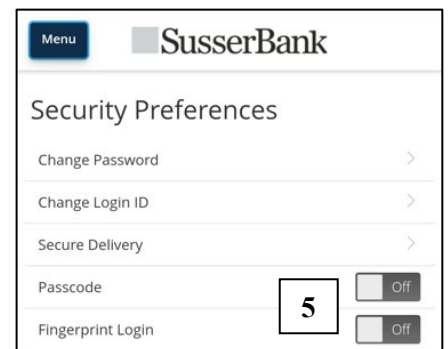 Menu
SusserBank
Security Preferences
Change Password
Change Login ID
Secure Delivery
Passcode
Off
5
Fingerprint Login
Off